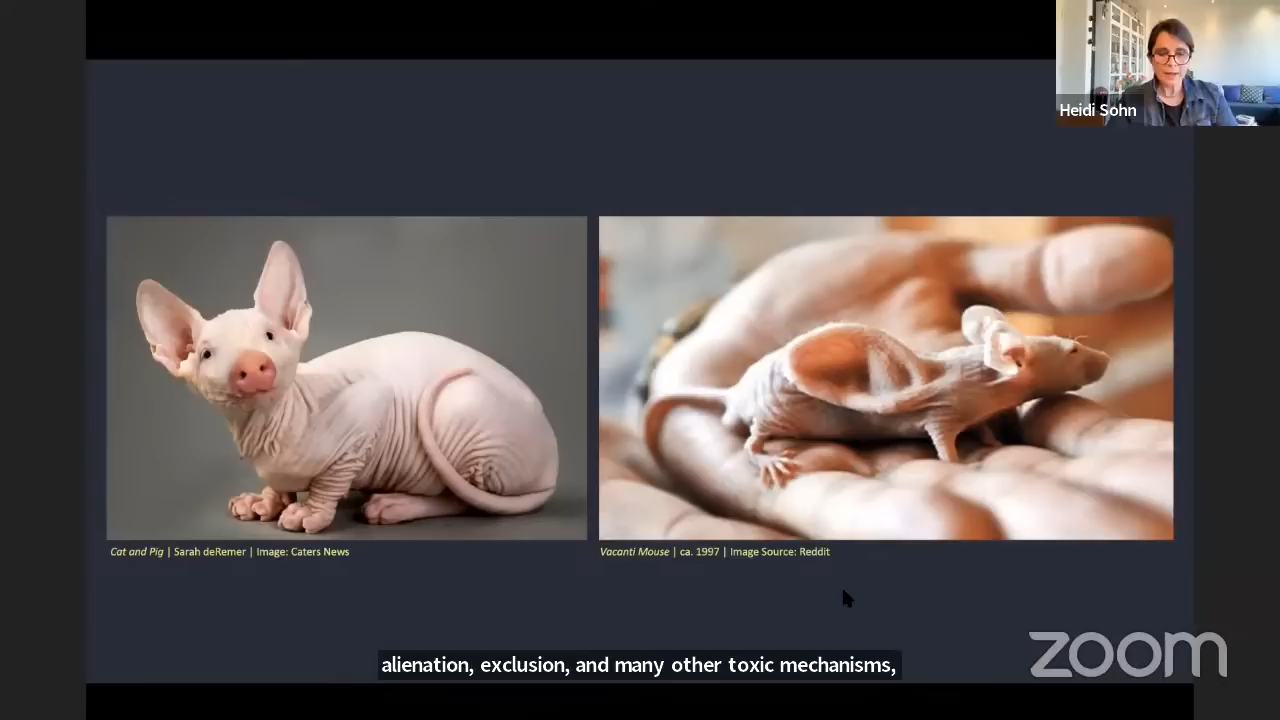 Heidi Sohn
Cat and Pig | Sarah deRemer | Image: Caters News
Vacanti Mouse | ca. 1997 | Image Source: Reddit
alienation, exclusion, and many other toxic mechanisms,
zoom